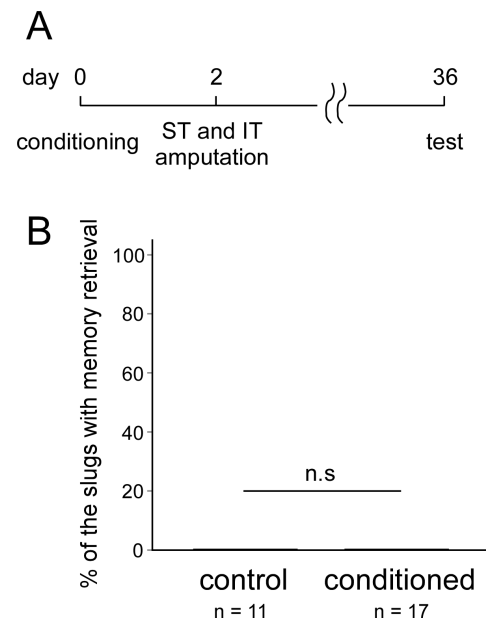 A
day 0 2 36
conditioning ST and IT test
amputation
B
% of the slugs with memory retrieval
100
80
60
40
20
0
n.s
control conditioned
n = 11 n = 17